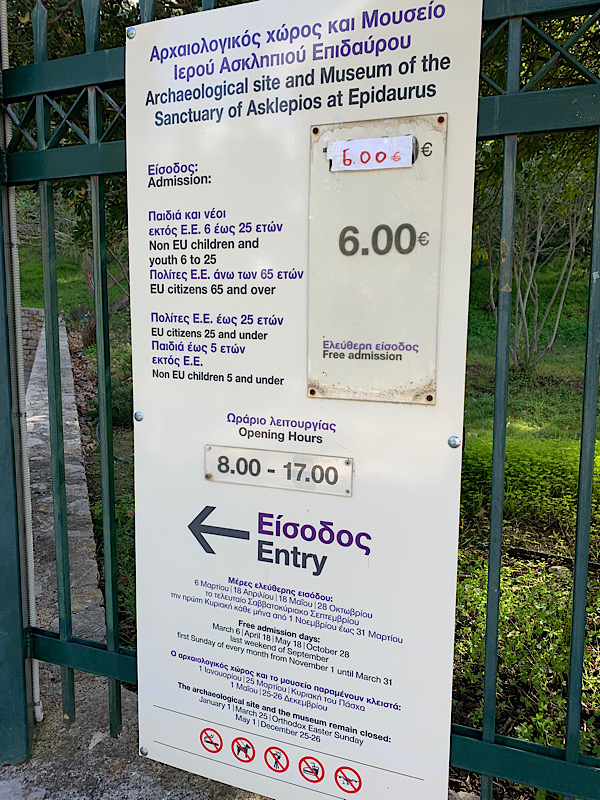 Αρχαιολογικός χώρος και Μουσείο
Ιερού Ασκληπιού Επιδαύρου
Archaeological site and Museum of the
Sanctuary of Asklepios at Epidaurus
Είσοδος:
Admission:
6.00 € €
Παιδιά και νέοι
εκτός Ε.Ε. 6 έως 25 ετών
Non EU children and
youth 6 to 25
Πολίτες Ε.Ε. άνω των 65 ετών
EU citizens 65 and over
6.00€
Πολίτες Ε.Ε. έως 25 ετών
EU citizens 25 and under
Παιδιά έως 5 ετών
εκτός Ε.Ε.
Non EU children 5 and under
Ελεύθερη είσοδος
Free admission
Ωράριο λειτουργίας
Opening Hours
8.00 - 17.00
Είσοδος
Entry
Μέρες ελεύθερης εισόδου:
6 Μαρτίου | 18 Απριλίου | 18 Μαΐου | 28 Οκτωβρίου
το τελευταίο Σαββατοκύριακο Σεπτεμβρίου
την πρώτη Κυριακή κάθε μήνα από 1 Νοεμβρίου έως 31 Μαρτίου
Free admission days:
March 6 | April 18 | May 18 | October 28
last weekend of September
first Sunday of every month from November 1 until March 31
Ο αρχαιολογικός χώρος και το μουσείο παραμένουν κλειστά:
1 Ιανουαρίου | 25 Μαρτίου | Κυριακή του Πάσχα
1 Μαΐου | 25-26 Δεκεμβρίου
The archaeological site and the museum remain closed:
January 1 | March 25 | Orthodox Easter Sunday
May 1 | December 25-26